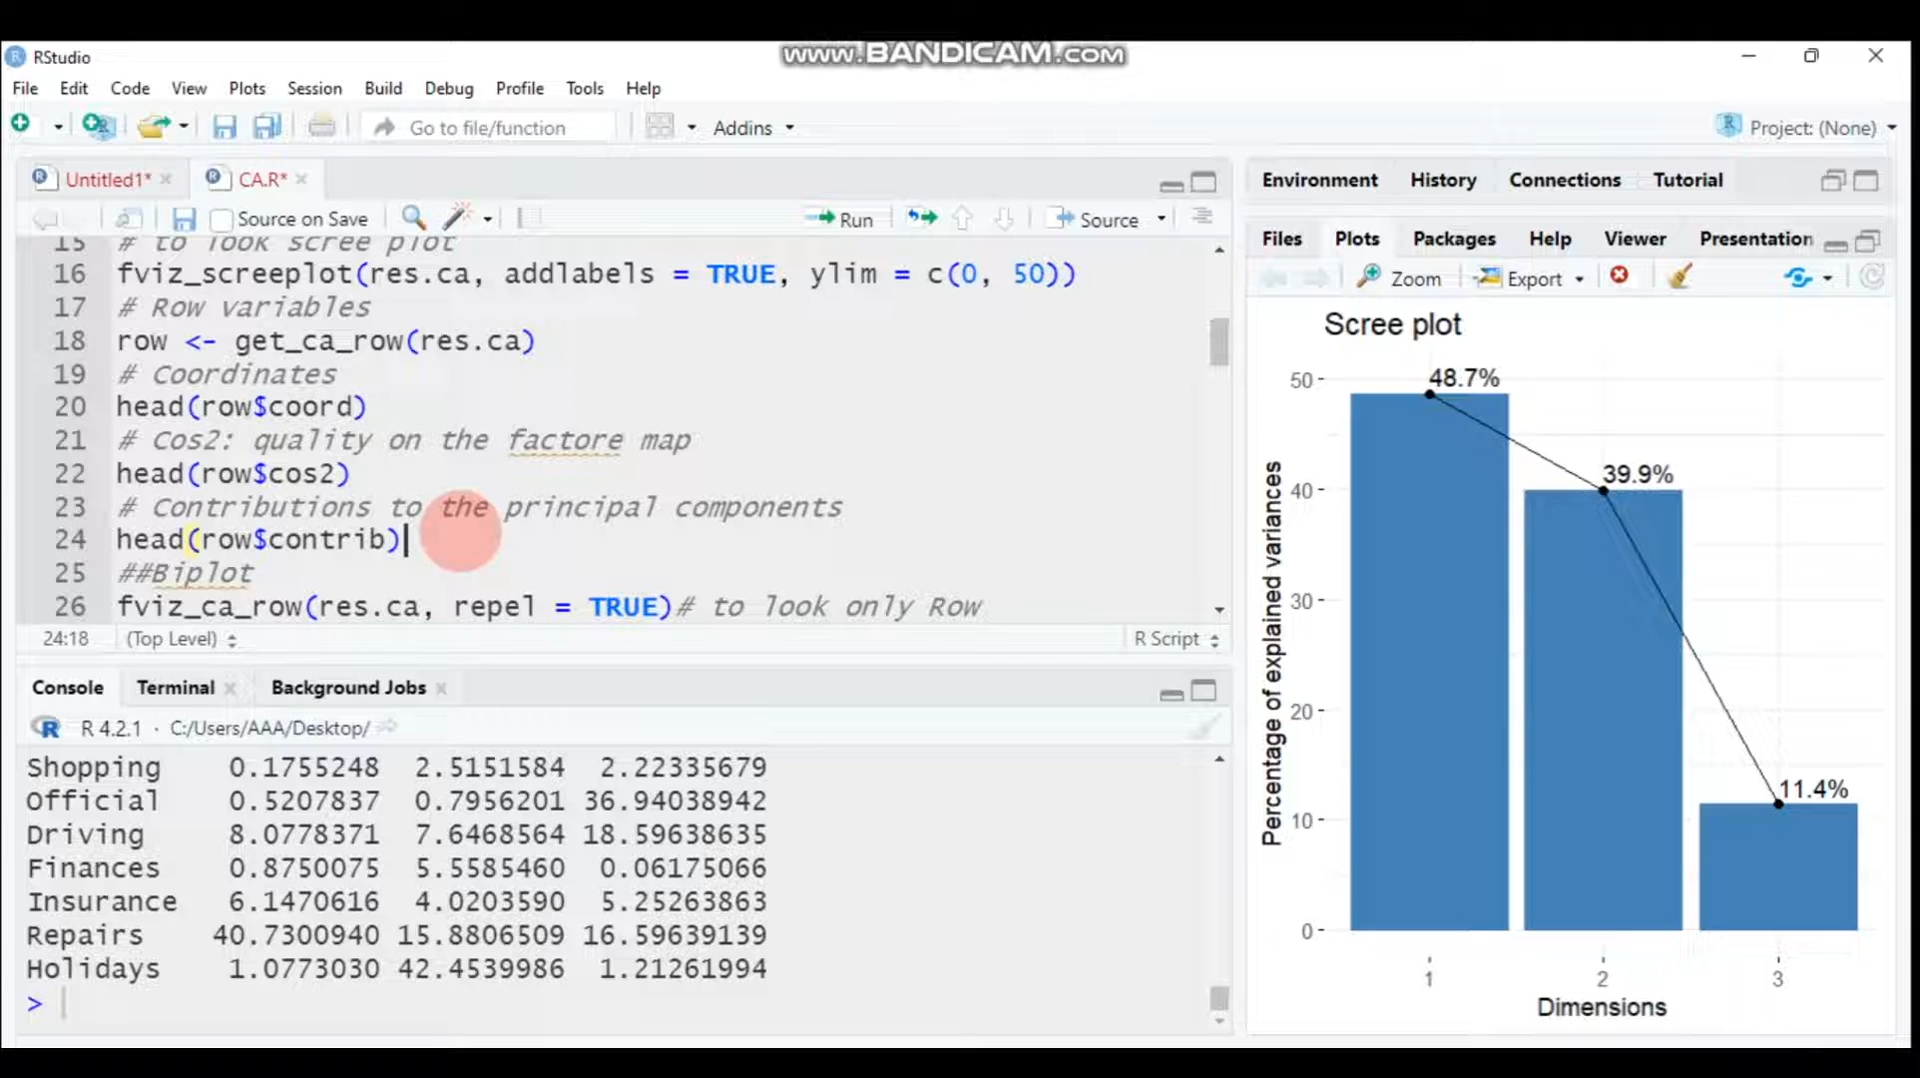 www.BANDICAM.com
RStudio
File Edit Code View Plots Session Build Debug Profile Tools Help
Go to file/function Addins Project: (None)
Untitled1* CA.R*
Source on Save Run Source
15 # to look scree plot
16 fviz_screeplot(res.ca, addlabels = TRUE, ylim = c(0, 50))
17 # Row variables
18 row <- get_ca_row(res.ca)
19 # Coordinates
20 head(row$coord)
21 # Cos2: quality on the factore map
22 head(row$cos2)
23 # Contributions to the principal components
24 head(row$contrib)
25 ##Biplot
26 fviz_ca_row(res.ca, repel = TRUE)# to look only Row
24:18 (Top Level) R Script
Console Terminal Background Jobs
R 4.2.1 · C:/Users/AAA/Desktop/
Shopping 0.1755248 2.5151584 2.22335679
Official 0.5207837 0.7956201 36.94038942
Driving 8.0778371 7.6468564 18.59638635
Finances 0.8750075 5.5585460 0.06175066
Insurance 6.1470616 4.0203590 5.25263863
Repairs 40.7300940 15.8806509 16.59639139
Holidays 1.0773030 42.4539986 1.21261994
>
Environment History Connections Tutorial
Files Plots Packages Help Viewer Presentation
Zoom Export
Scree plot
48.7%
39.9%
11.4%
50
40
30
20
10
0
Percentage of explained variances
1 2 3
Dimensions